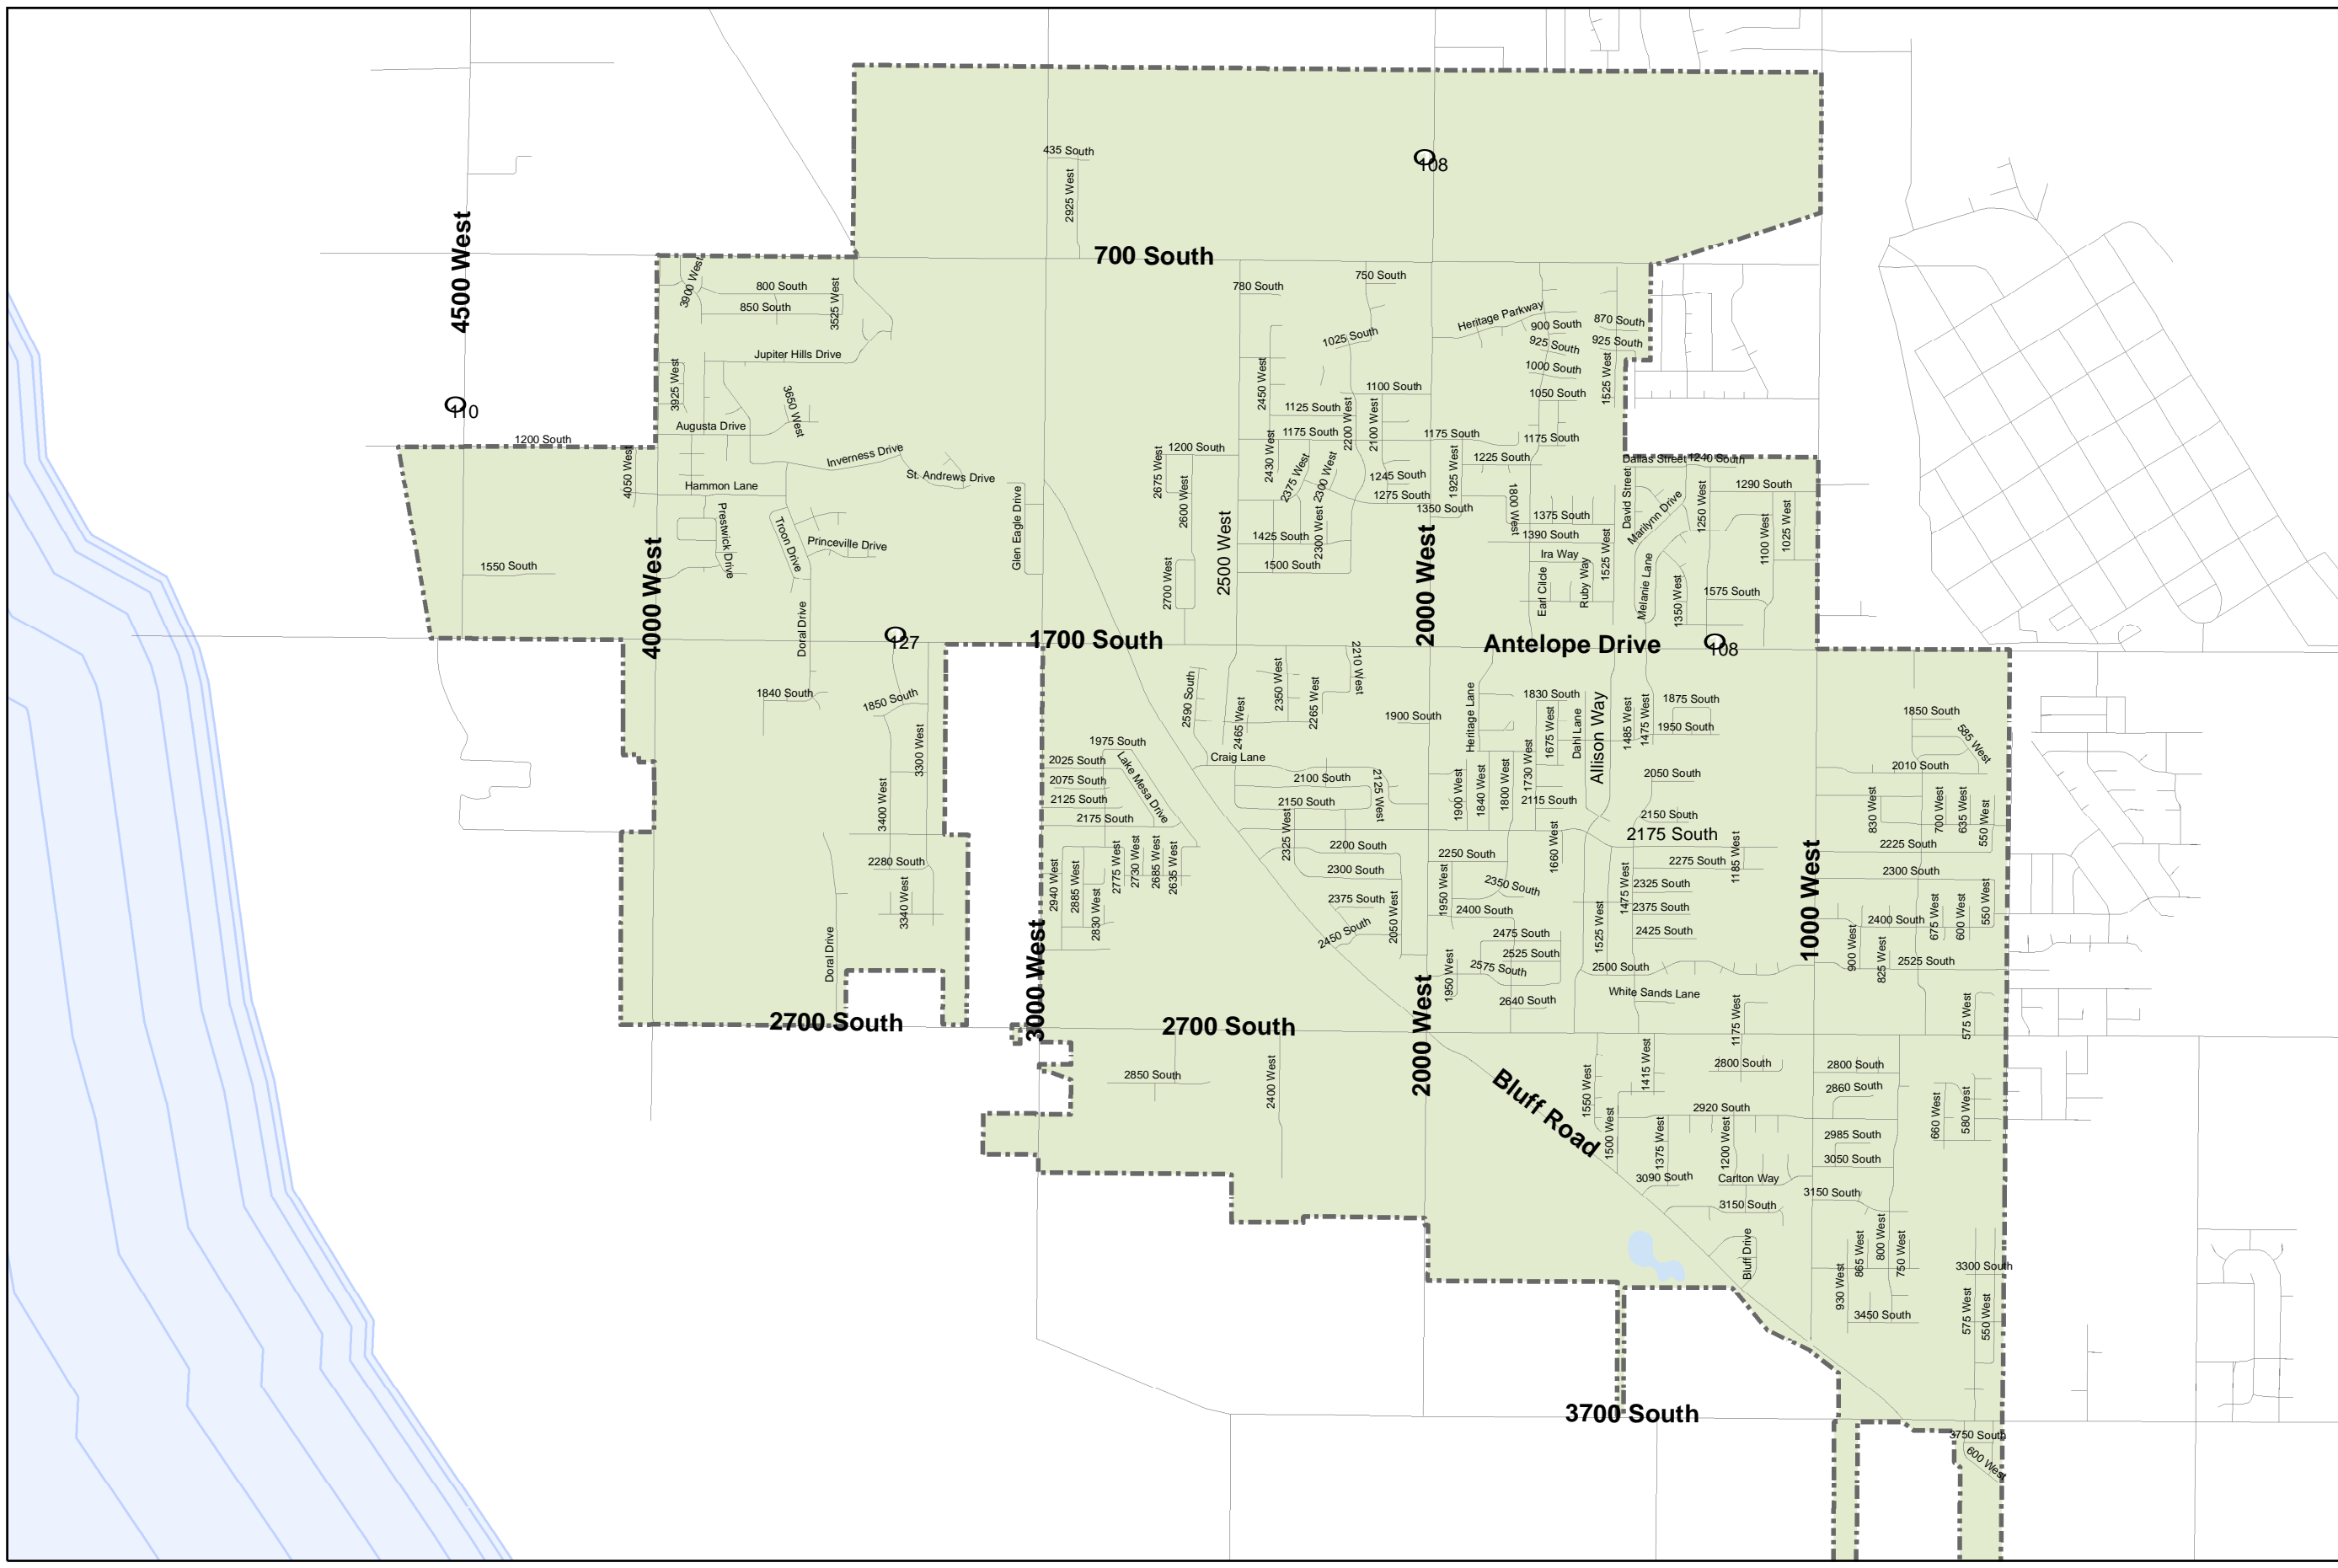 435 South
108
2925 West
4500 West
700 South
3900 West
800 South
850 South
3525 West
750 South
780 South
Heritage Parkway
870 South
900 South
925 South
925 South
1025 South
1000 South
Jupiter Hills Drive
3925 West
3650 West
2450 West
1100 South
1050 South
1525 West
110
1125 South
2200 West
2100 West
Augusta Drive
1200 South
1175 South
1175 South
1175 South
1200 South
2430 West
Inverness Drive
St. Andrews Drive
4050 West
2675 West
2600 West
2375 West
2300 West
1245 South
1925 West
1225 South
Dallas Street
1240 South
Hammon Lane
1275 South
1350 South
1800 West
David Street
Marilynn Drive
1250 West
1290 South
Glen Eagle Drive
Prestwick Drive
Troon Drive
Princeville Drive
2500 West
1425 South
2300 West
1375 South
1390 South
1100 West
1025 West
4000 West
1550 South
2700 West
1500 South
2000 West
Ira Way
Earl Cilcle
Ruby Way
1525 West
Melanie Lane
1350 West
1575 South
Doral Drive
127
1700 South
Antelope Drive
108
2210 West
2350 West
2265 West
1840 South
1850 South
2590 South
2465 West
1900 South
Heritage Lane
1830 South
1675 West
Dahl Lane
Allison Way
1485 West
1475 West
1875 South
1950 South
1850 South
585 West
3300 West
1975 South
2025 South
2075 South
2125 South
2175 South
Lake Mesa Drive
Craig Lane
2100 South
2125 West
2150 South
1730 West
2050 South
2010 South
3400 West
2325 West
1900 West
1840 West
1800 West
2115 South
2150 South
2175 South
830 West
700 West
635 West
550 West
2280 South
2200 South
2300 South
2250 South
1660 West
2275 South
1185 West
2225 South
2300 South
2940 West
2885 West
2830 West
2775 West
2730 West
2685 West
2635 West
3340 West
2375 South
2450 South
2050 West
1950 West
2350 South
2400 South
1475 West
2325 South
2375 South
2425 South
1000 West
2400 South
675 West
600 West
550 West
Doral Drive
3000 West
2475 South
2525 South
2575 South
1950 West
1525 West
2500 South
900 West
825 West
2525 South
2640 South
White Sands Lane
1175 West
575 West
2700 South
2700 South
2000 West
2850 South
2400 West
Bluff Road
1550 West
1415 West
2800 South
2800 South
2860 South
1500 West
2920 South
660 West
580 West
1375 West
1200 West
2985 South
3050 South
3090 South
Carlton Way
3150 South
3150 South
Bluff Drive
865 West
800 West
750 West
930 West
3300 South
3450 South
575 West
550 West
3700 South
3750 South
600 West